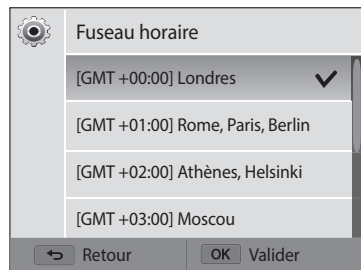 Fuseau horaire
[GMT +00:00] Londres
[GMT +01:00] Rome, Paris, Berlin
[GMT +02:00] Athènes, Helsinki
[GMT +03:00] Moscou
Retour OK Valider